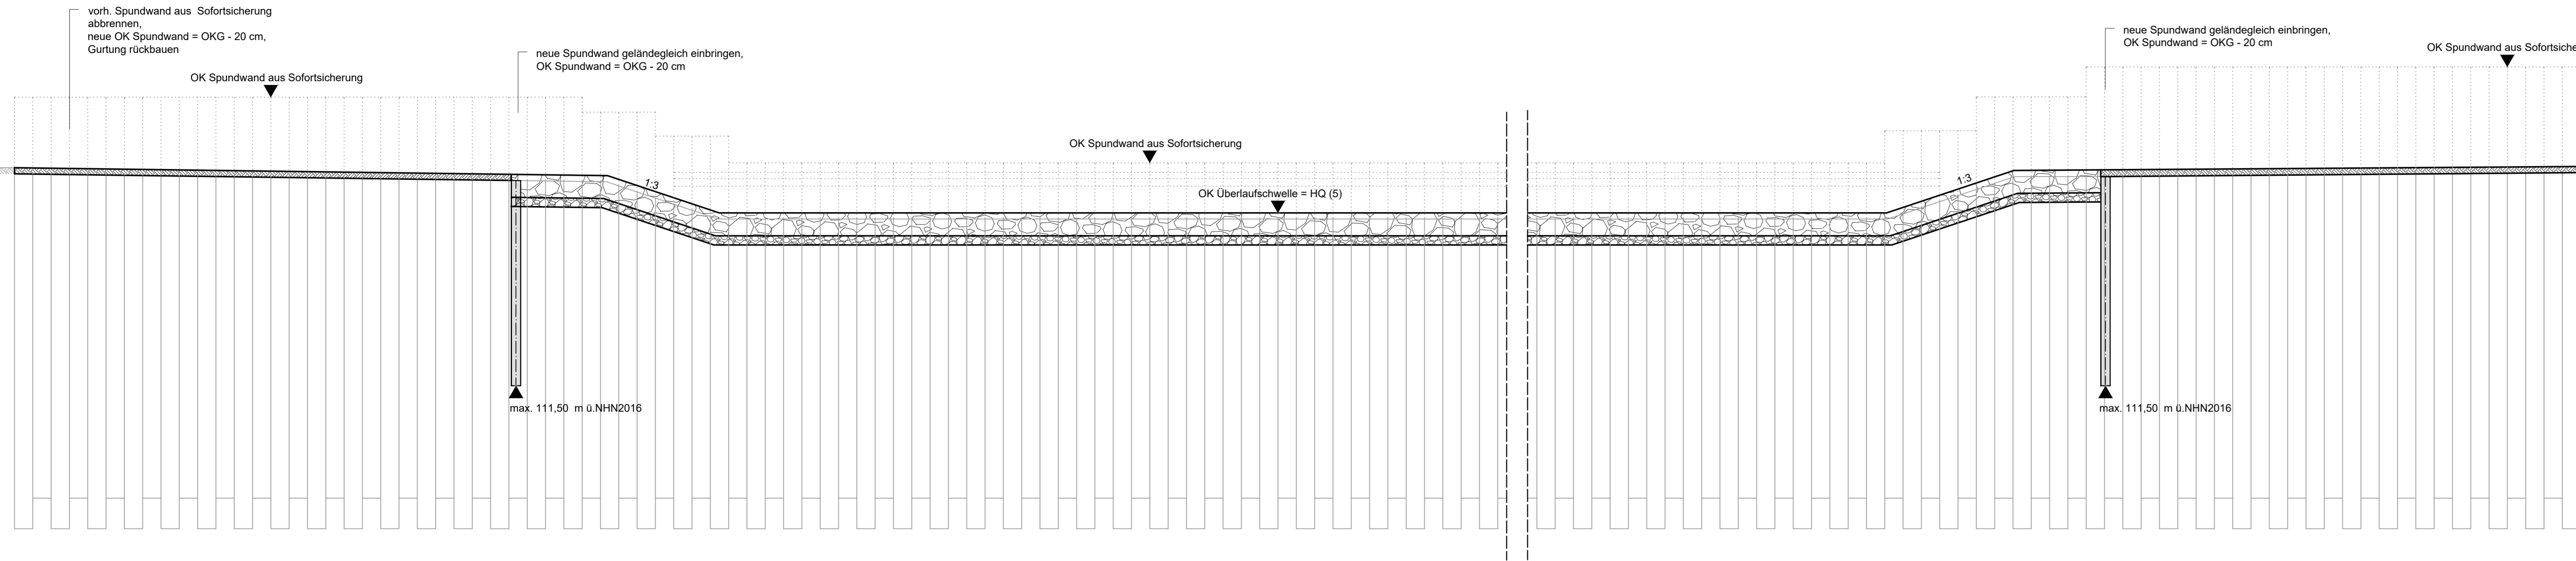 vorh. Spundwand aus  Sofortsicherung
abbrennen,
neue OK Spundwand = OKG - 20 cm,
Gurtung rückbauen
OK Spundwand aus Sofortsicherung
neue Spundwand geländegleich einbringen,
OK Spundwand = OKG - 20 cm
1:3
max. 111,50  m ü.NHN2016
OK Spundwand aus Sofortsicherung
OK Überlaufschwelle = HQ (5)
1:3
neue Spundwand geländegleich einbringen,
OK Spundwand = OKG - 20 cm
OK Spundwand aus Sofortsiche
max. 111,50  m ü.NHN2016